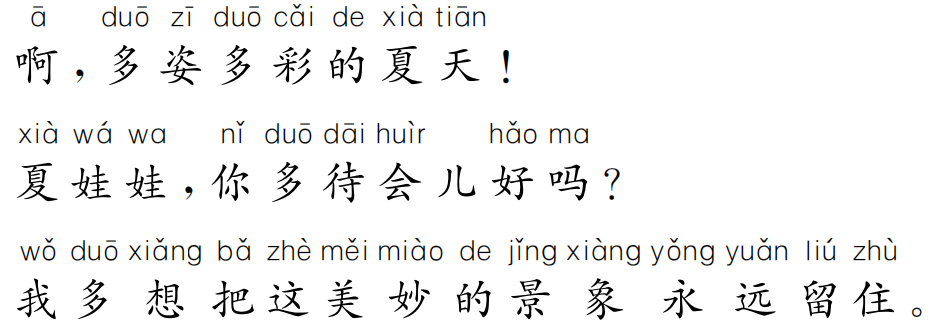 ā duō zī duō cǎi de xià tiān
啊，多姿多彩的夏天！
xià wá wa nǐ duō dāi huìr hǎo ma
夏娃娃，你多待会儿好吗？
wǒ duō xiǎng bǎ zhè měi miào de jǐng xiàng yǒng yuǎn liú zhù
我多想把这美妙的景象永远留住。